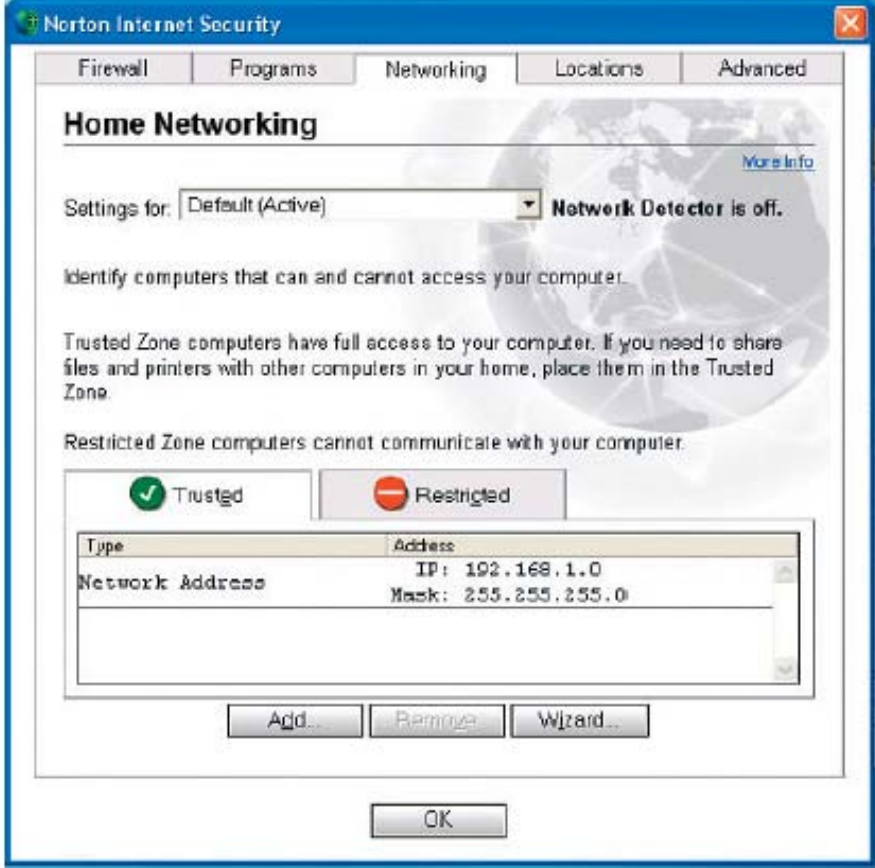 Norton Internet Security
Firewall Programs Networking Locations Advanced
Home Networking
More Info
Settings for: Default (Active) Network Detector is off.
Identify computers that can and cannot access your computer.
Trusted Zone computers have full access to your computer. If you need to share
files and printers with other computers in your home, place them in the Trusted
Zone.
Restricted Zone computers cannot communicate with your computer.
Trusted Restricted
Type Address
Network Address IP: 192.168.1.0
Mask: 255.255.255.0
Add... Remove Wizard...
OK